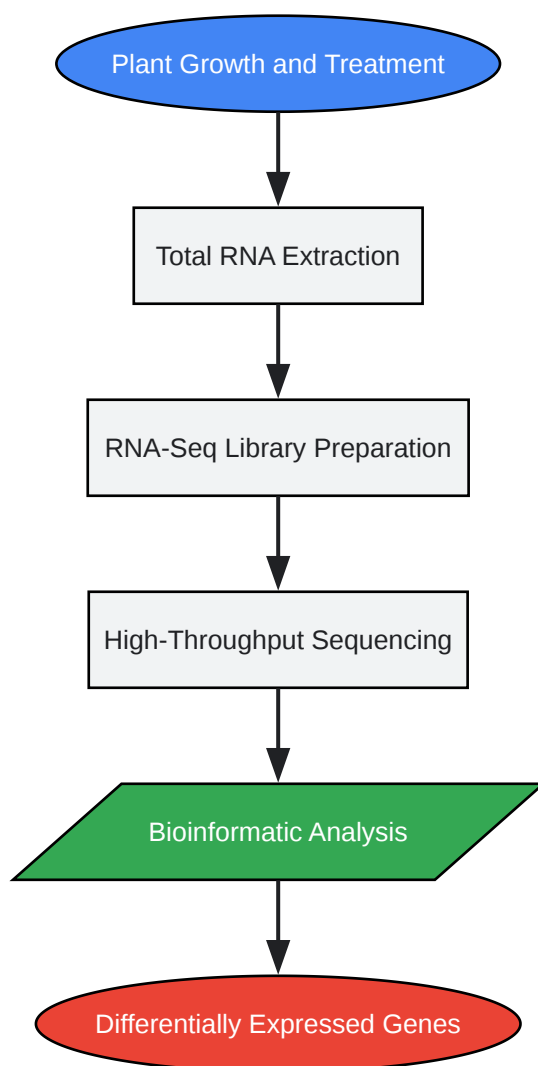 Plant Growth and Treatment
Total RNA Extraction
RNA-Seq Library Preparation
High-Throughput Sequencing
Bioinformatic Analysis
Differentially Expressed Genes